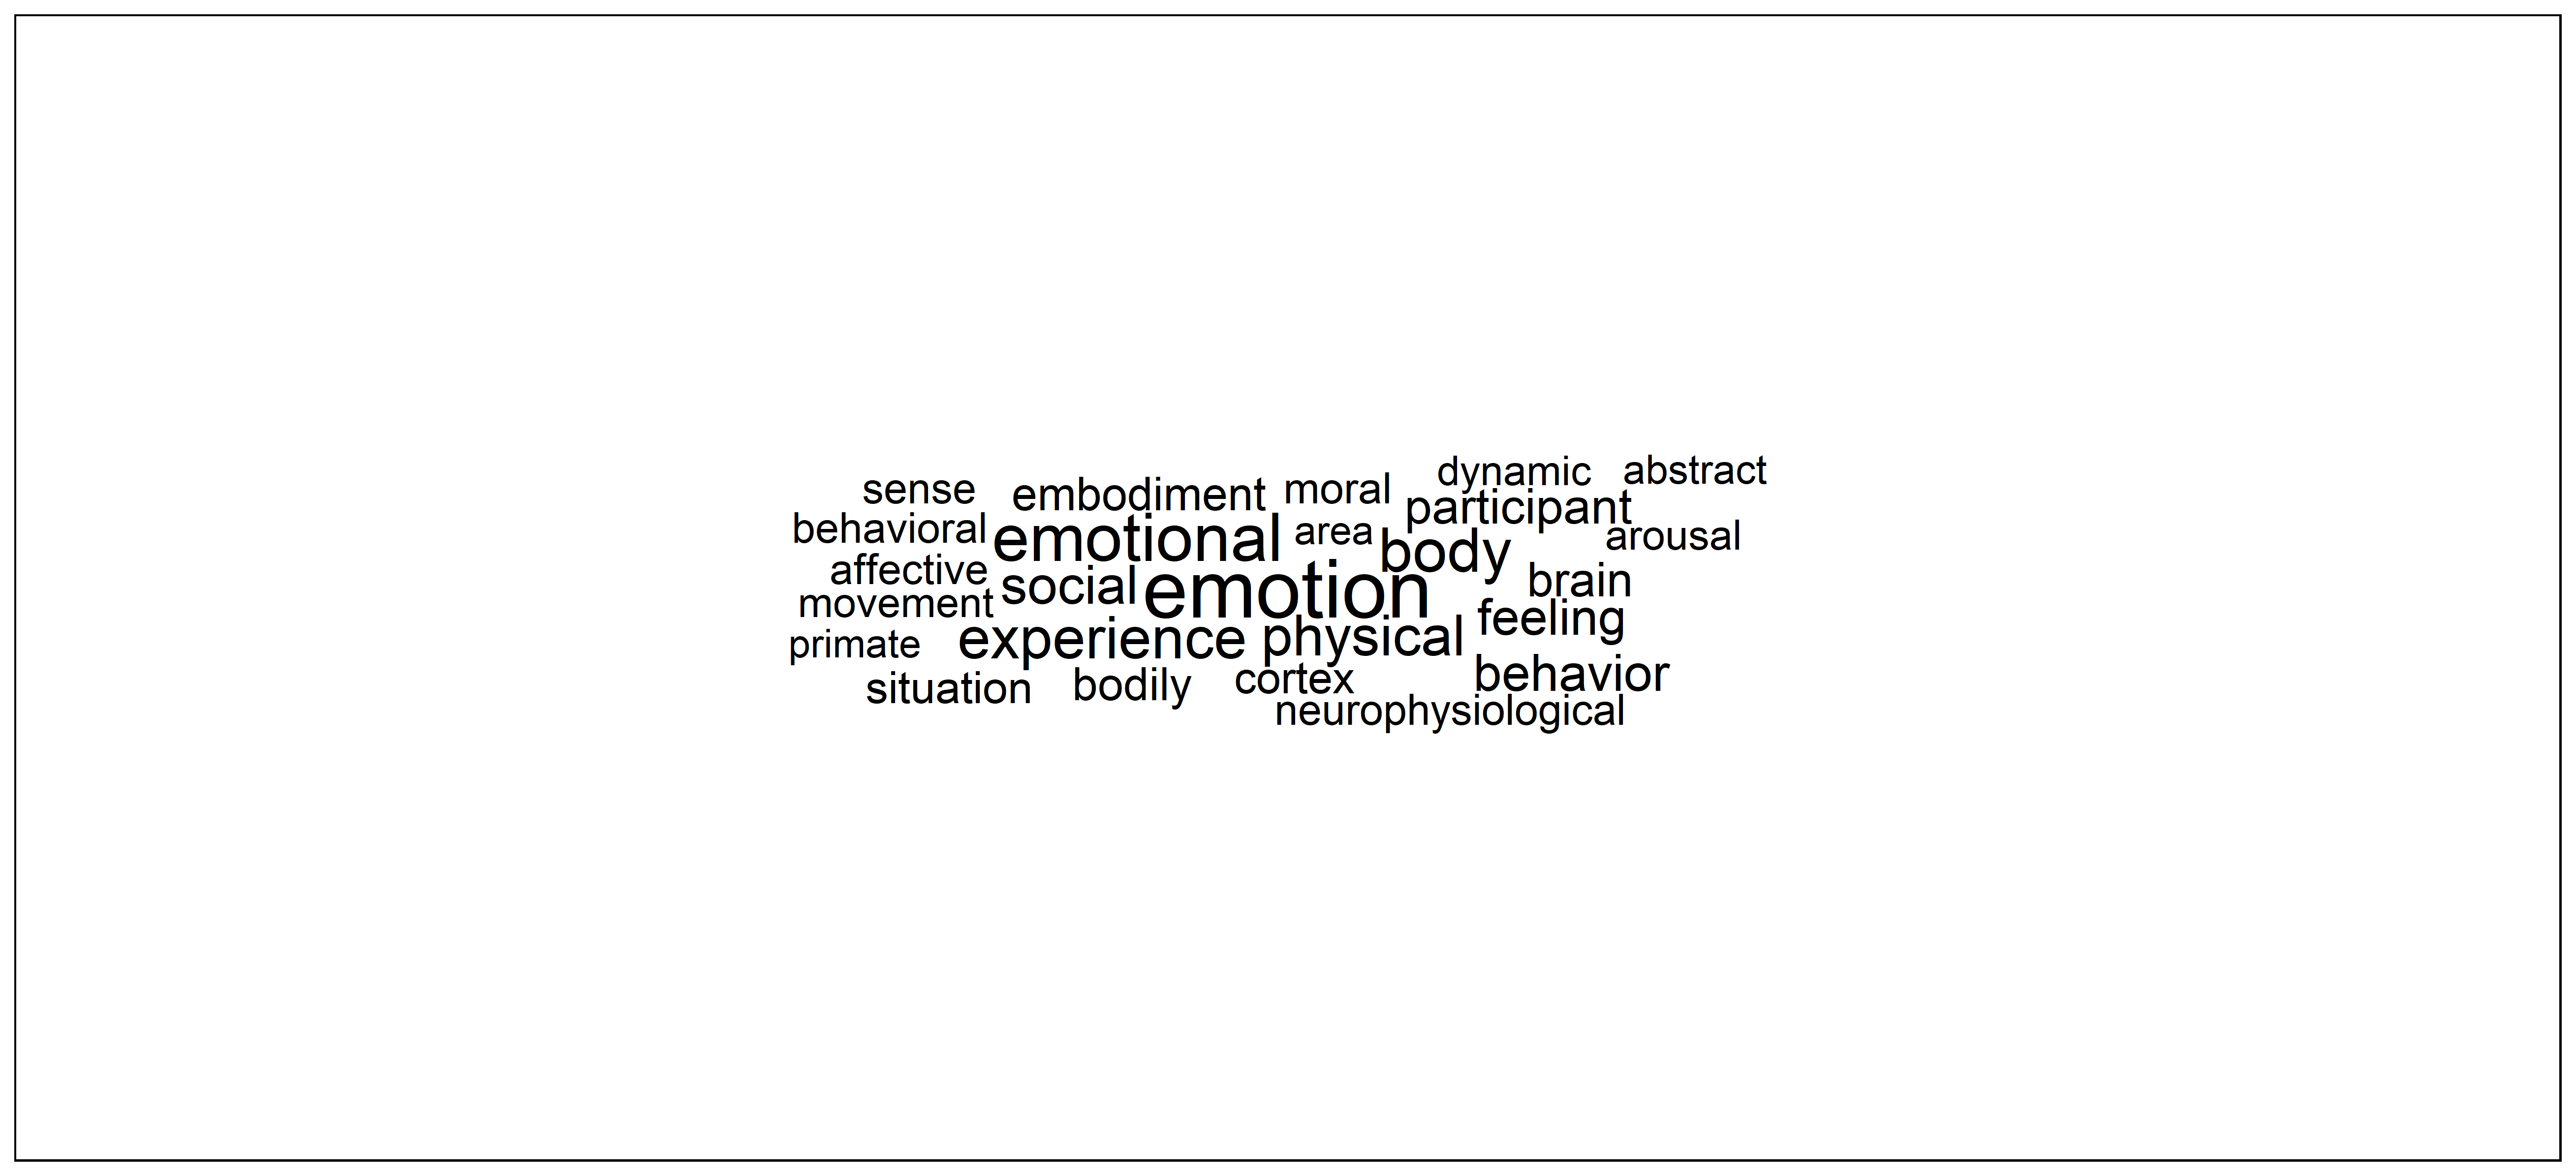 dynamic abstract
sense embodiment moral participant
behavioral emotional area body arousal
affective social emotion brain
movement feeling
primate experience physical
situation bodily cortex behavior
neurophysiological